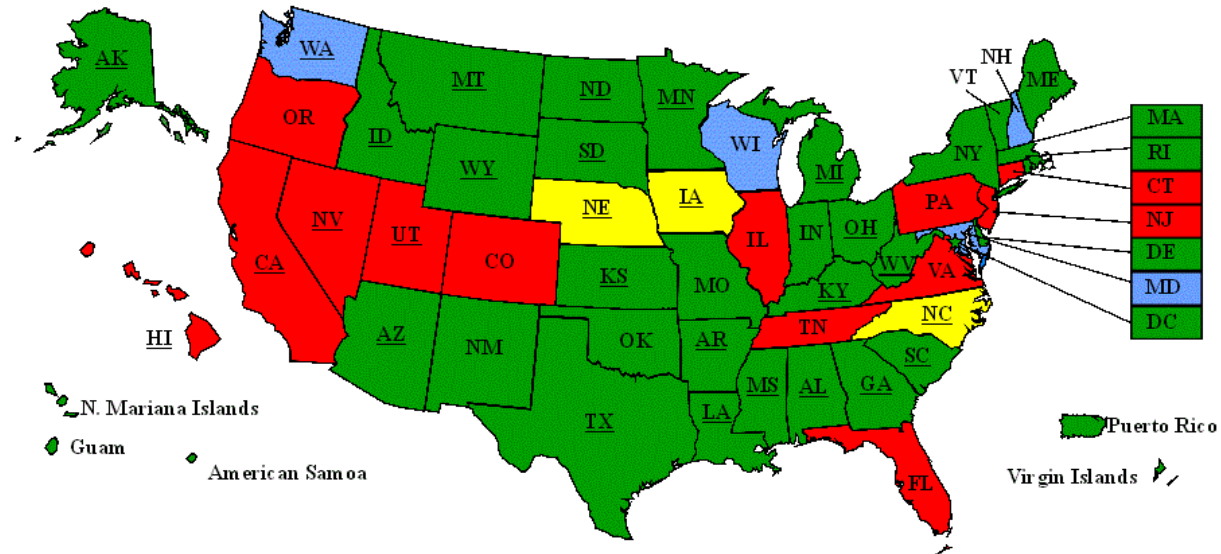 AK
WA
MT
ND
MN
NH
VT
ME
OR
ID
WY
SD
WI
MI
NY
MA
RI
CT
NJ
DE
MD
DC
NV
UT
CO
NE
IA
IL
IN
OH
PA
CA
KS
MO
KY
WV
VA
HI
AZ
NM
OK
AR
TN
NC
SC
TX
LA
MS
AL
GA
FL
N. Mariana Islands
Guam
American Samoa
Puerto Rico
Virgin Islands